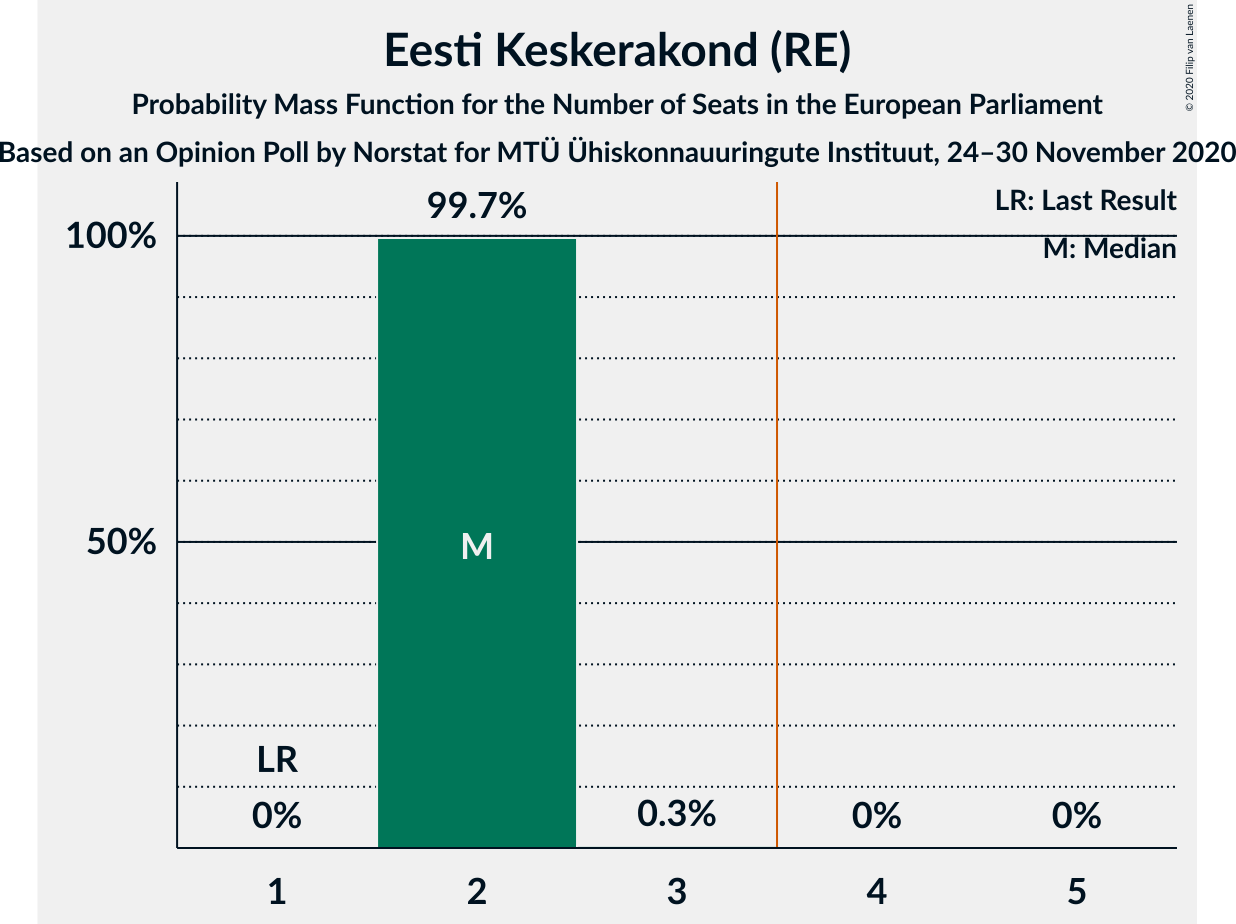 Eesti Keskerakond (RE)
Probability Mass Function for the Number of Seats in the European Parliament
Based on an Opinion Poll by Norstat for MTÜ Ühiskonnauuringute Instituut, 24–30 November 2020
© 2020 Filip van Laenen
LR: Last Result
M: Median
99.7%
100%
50%
M
LR
0%
0.3%
0%
0%
1
2
3
4
5